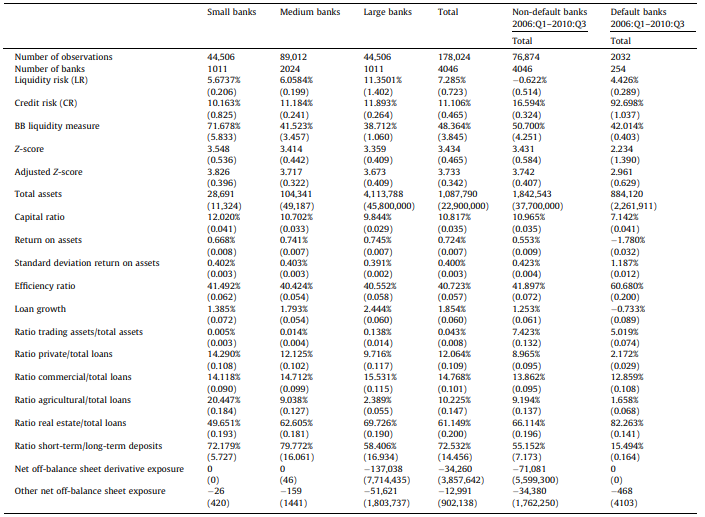 Small banks Medium banks Large banks Total Non-default banks Default banks
2006:Q1–2010:Q3 2006:Q1–2010:Q3
Total Total
Number of observations 44,506 89,012 44,506 178,024 76,874 2032
Number of banks 1011 2024 1011 4046 4046 254
Liquidity risk (LR) 5.6737% 6.0584% 11.3501% 7.285% −0.622% 4.426%
(0.206) (0.199) (1.402) (0.723) (0.514) (0.289)
Credit risk (CR) 10.163% 11.184% 11.893% 11.106% 16.594% 92.698%
(0.825) (0.241) (0.264) (0.465) (0.324) (1.037)
BB liquidity measure 71.678% 41.523% 38.712% 48.364% 50.700% 42.014%
(5.833) (3.457) (1.060) (3.845) (4.251) (0.403)
Z-score 3.548 3.414 3.359 3.434 3.431 2.234
(0.536) (0.442) (0.409) (0.465) (0.584) (1.390)
Adjusted Z-score 3.826 3.717 3.673 3.733 3.742 2.961
(0.396) (0.322) (0.409) (0.342) (0.407) (0.629)
Total assets 28,691 104,341 4,113,788 1,087,790 1,842,543 884,120
(11,324) (49,187) (45,800,000) (22,900,000) (37,700,000) (2,261,911)
Capital ratio 12.020% 10.702% 9.844% 10.817% 10.965% 7.142%
(0.041) (0.033) (0.029) (0.035) (0.035) (0.041)
Return on assets 0.668% 0.741% 0.745% 0.724% 0.553% −1.780%
(0.008) (0.007) (0.007) (0.007) (0.009) (0.032)
Standard deviation return on assets 0.402% 0.403% 0.391% 0.400% 0.423% 1.187%
(0.003) (0.003) (0.002) (0.003) (0.004) (0.012)
Efficiency ratio 41.492% 40.424% 40.552% 40.723% 41.897% 60.680%
(0.062) (0.054) (0.058) (0.057) (0.072) (0.200)
Loan growth 1.385% 1.793% 2.444% 1.854% 1.253% −0.733%
(0.072) (0.054) (0.060) (0.060) (0.061) (0.089)
Ratio trading assets/total assets 0.005% 0.014% 0.138% 0.043% 7.423% 5.019%
(0.003) (0.004) (0.014) (0.008) (0.132) (0.074)
Ratio private/total loans 14.290% 12.125% 9.716% 12.064% 8.965% 2.172%
(0.108) (0.102) (0.117) (0.109) (0.095) (0.029)
Ratio commercial/total loans 14.118% 14.712% 15.531% 14.768% 13.862% 12.859%
(0.090) (0.099) (0.115) (0.101) (0.095) (0.108)
Ratio agricultural/total loans 20.447% 9.038% 2.389% 10.225% 9.194% 1.658%
(0.184) (0.127) (0.055) (0.147) (0.137) (0.068)
Ratio real estate/total loans 49.651% 62.605% 69.726% 61.149% 66.114% 82.263%
(0.193) (0.181) (0.190) (0.200) (0.196) (0.141)
Ratio short-term/long-term deposits 72.179% 79.772% 58.406% 72.532% 55.152% 15.494%
(5.727) (16.061) (16.934) (14.456) (7.173) (0.164)
Net off-balance sheet derivative exposure 0 0 −137,038 −34,260 −71,081 0
(0) (46) (7,714,435) (3,857,642) (5,599,300) (0)
Other net off-balance sheet exposure −26 −159 −51,621 −12,991 −34,380 −468
(420) (1441) (1,803,737) (902,138) (1,762,250) (4103)